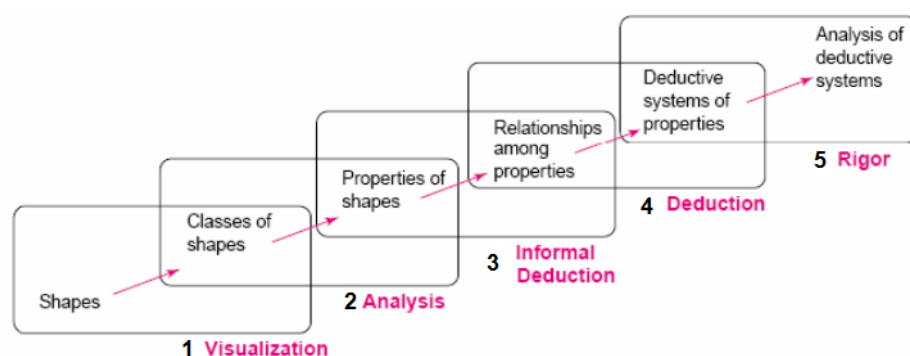 Shapes
1 Visualization
Classes of
shapes
2 Analysis
Properties of
shapes
3 Informal
Deduction
Relationships
among
properties
4 Deduction
Deductive
systems of
properties
5 Rigor
Analysis of
deductive
systems